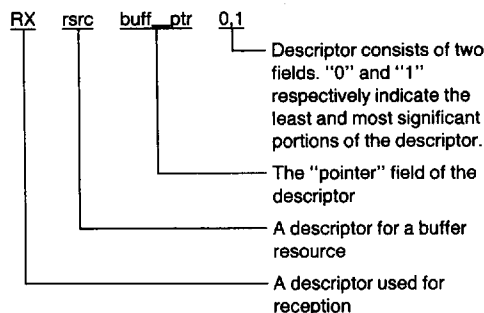 RX rsrc buff__ptr 0,1
Descriptor consists of two
fields. "0" and "1"
respectively indicate the
least and most significant
portions of the descriptor.
The "pointer" field of the
descriptor
A descriptor for a buffer
resource
A descriptor used for
reception